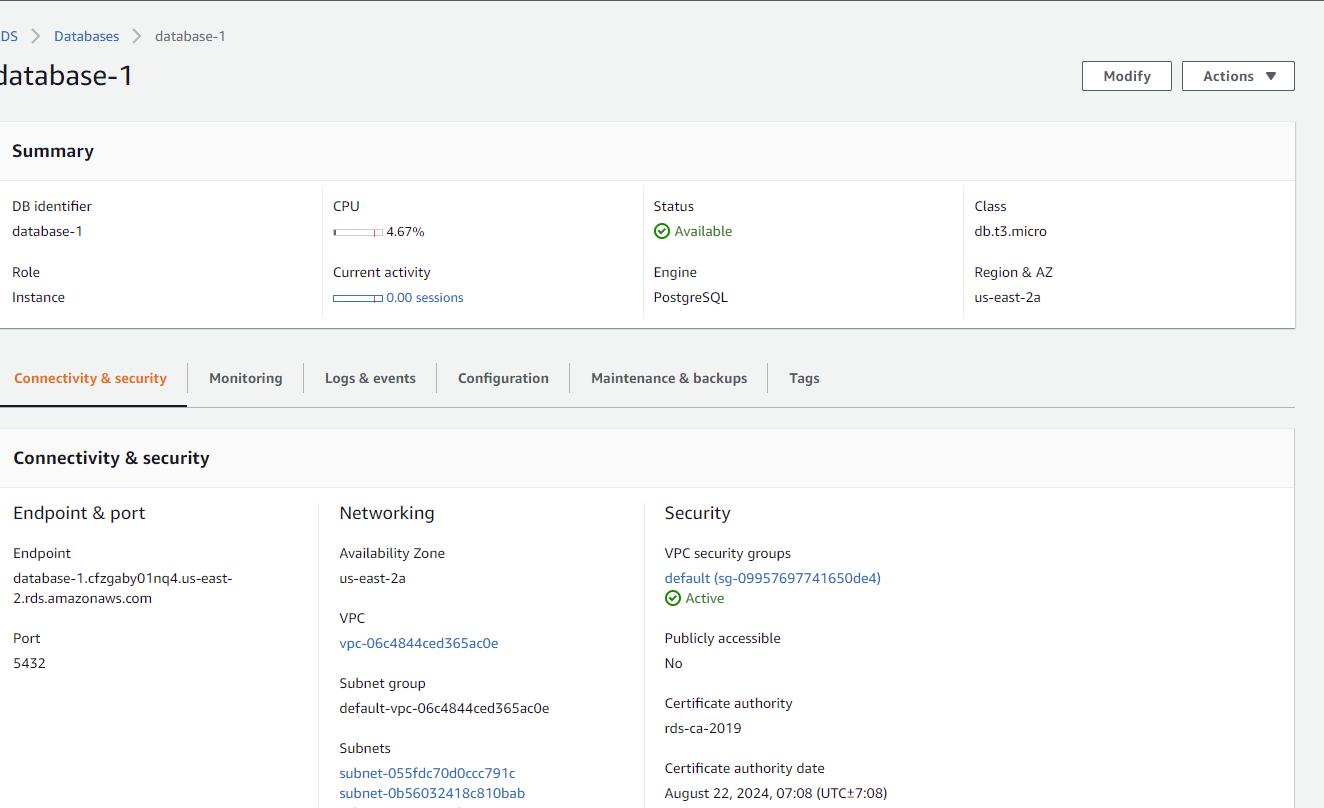 DS > Databases > database-1
database-1
Modify
Actions
Summary
DB identifier
database-1
CPU
4.67%
Status
Available
Class
db.t3.micro
Role
Instance
Current activity
0.00 sessions
Engine
PostgreSQL
Region & AZ
us-east-2a
Connectivity & security
Monitoring
Logs & events
Configuration
Maintenance & backups
Tags
Connectivity & security
Endpoint & port
Endpoint
database-1.cfzgaby01nq4.us-east-
2.rds.amazonaws.com
Port
5432
Networking
Availability Zone
us-east-2a
VPC
vpc-06c4844ced365ac0e
Subnet group
default-vpc-06c4844ced365ac0e
Subnets
subnet-055fdc70d0ccc791c
subnet-0b56032418c810bab
Security
VPC security groups
default (sg-09957697741650de4)
Active
Publicly accessible
No
Certificate authority
rds-ca-2019
Certificate authority date
August 22, 2024, 07:08 (UTC±7:08)